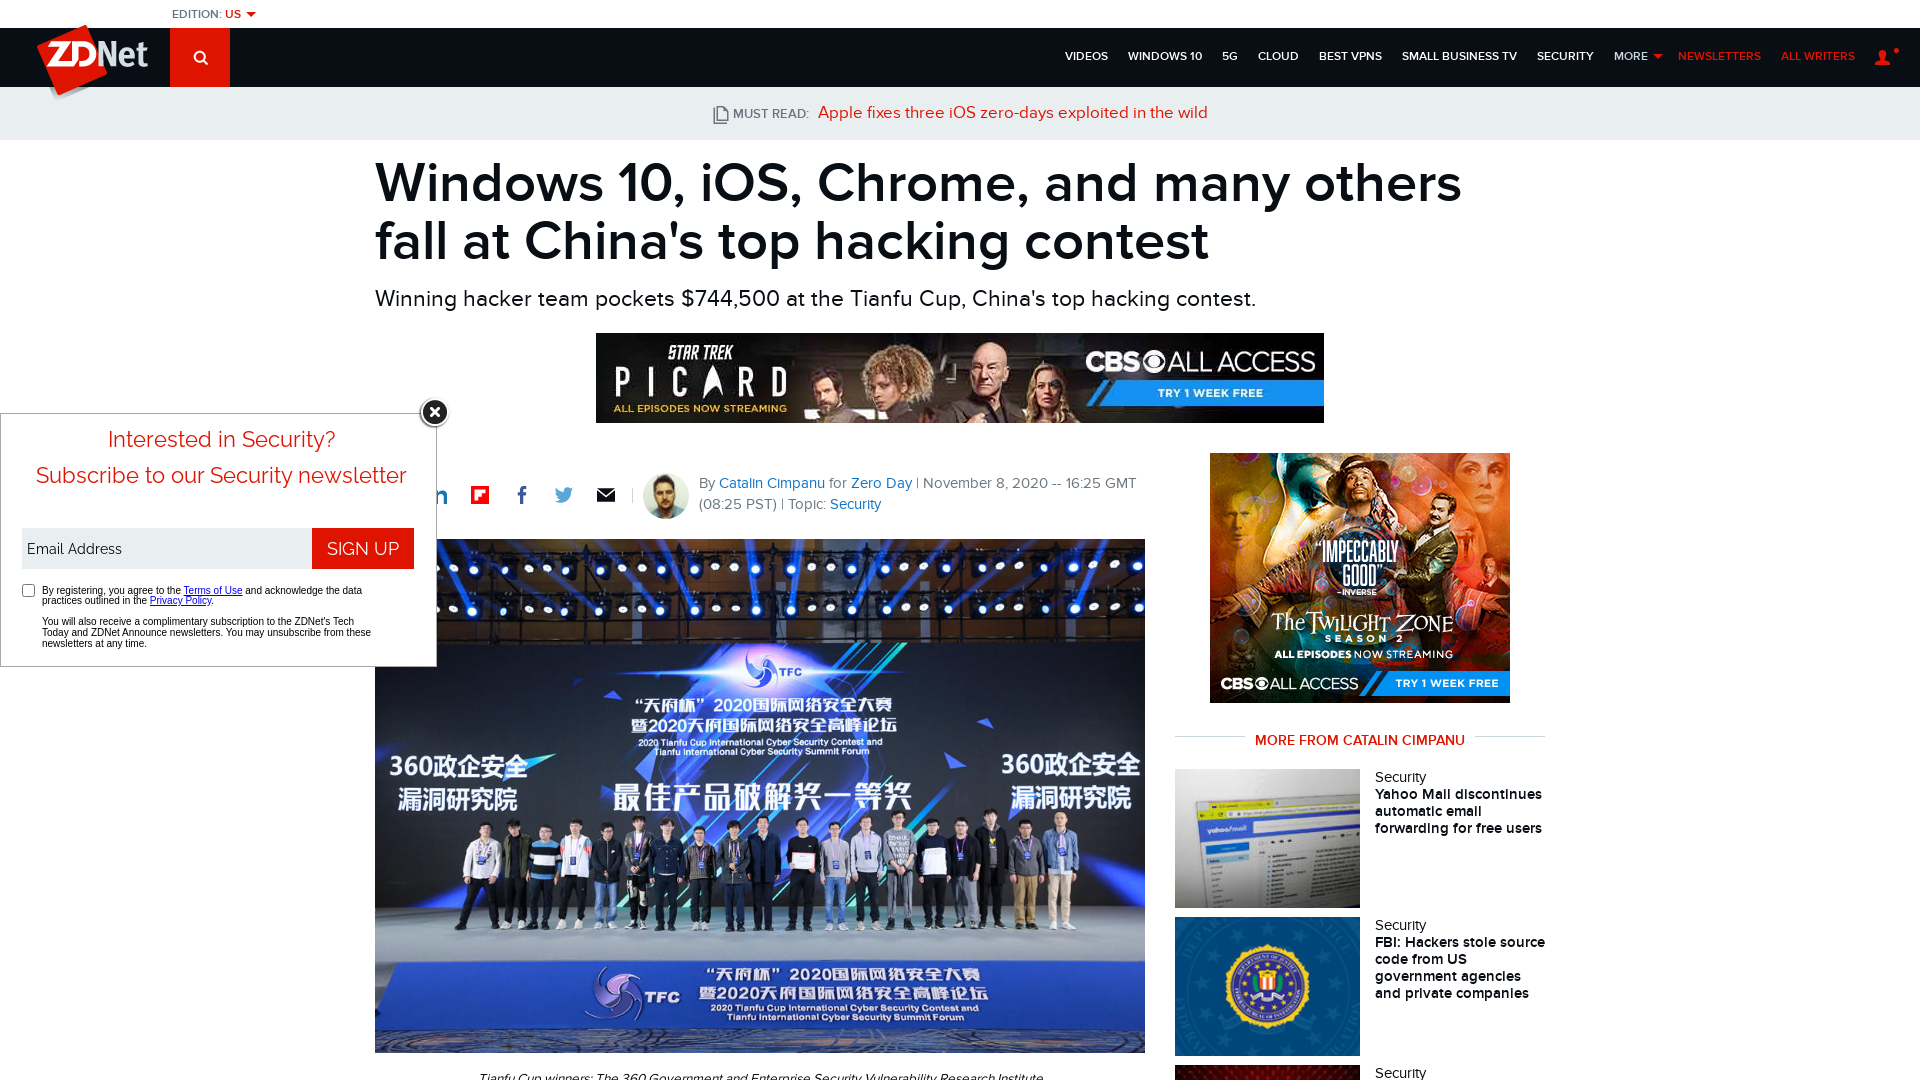 EDITION: US
ZDNet
VIDEOS WINDOWS 10 5G CLOUD BEST VPNS SMALL BUSINESS TV SECURITY MORE NEWSLETTERS ALL WRITERS
MUST READ: Apple fixes three iOS zero-days exploited in the wild
Windows 10, iOS, Chrome, and many others
fall at China's top hacking contest
Winning hacker team pockets $744,500 at the Tianfu Cup, China's top hacking contest.
STAR TREK
PICARD
ALL EPISODES NOW STREAMING
CBS ALL ACCESS
TRY 1 WEEK FREE
Interested in Security?
Subscribe to our Security newsletter
Email Address
SIGN UP
By registering, you agree to the Terms of Use and acknowledge the data
practices outlined in the Privacy Policy.
You will also receive a complimentary subscription to the ZDNet's Tech
Today and ZDNet Announce newsletters. You may unsubscribe from these
newsletters at any time.
By Catalin Cimpanu for Zero Day | November 8, 2020 -- 16:25 GMT
(08:25 PST) | Topic: Security
TFC
“天府杯”2020国际网络安全大赛
暨2020天府国际网络安全高峰论坛
2020 Tianfu Cup International Cyber Security Contest and
Tianfu International Cyber Security Summit Forum
360政企安全
漏洞研究院
最佳产品破解奖一等奖
360政企安全
漏洞研究院
TFC
“天府杯”2020国际网络安全大赛
暨2020天府国际网络安全高峰论坛
2020 Tianfu Cup International Cyber Security Contest and
Tianfu International Cyber Security Summit Forum
Tianfu Cup winners: The 360 Government and Enterprise Security Vulnerability Research Institute
“IMPECCABLY
GOOD”
–INVERSE
The TWILIGHT ZONE
SEASON 2
ALL EPISODES NOW STREAMING
CBS ALL ACCESS
TRY 1 WEEK FREE
MORE FROM CATALIN CIMPANU
yahoo!mail
Security
Yahoo Mail discontinues
automatic email
forwarding for free users
Security
FBI: Hackers stole source
code from US
government agencies
and private companies
Security